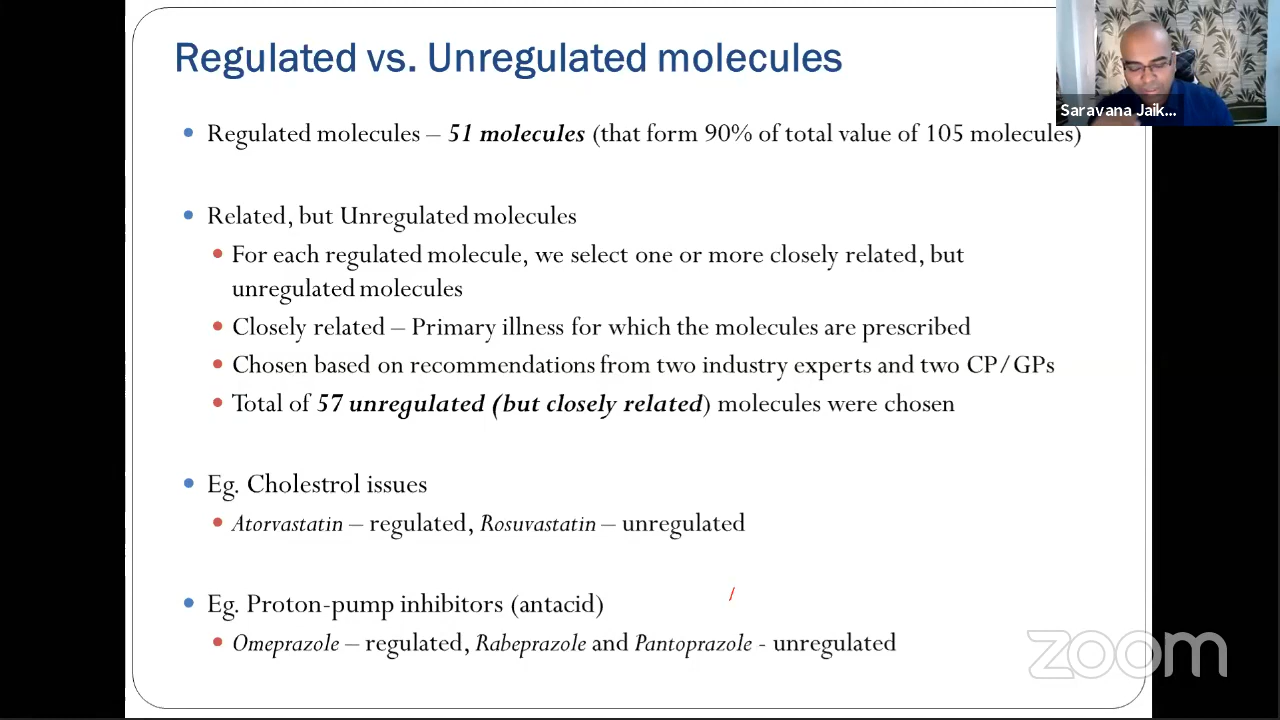 Regulated vs. Unregulated molecules
Saravana Jaik...
• Regulated molecules – 51 molecules (that form 90% of total value of 105 molecules)
• Related, but Unregulated molecules
• For each regulated molecule, we select one or more closely related, but
unregulated molecules
• Closely related – Primary illness for which the molecules are prescribed
• Chosen based on recommendations from two industry experts and two CP/GPs
• Total of 57 unregulated (but closely related) molecules were chosen
• Eg. Cholestrol issues
• Atorvastatin – regulated, Rosuvastatin – unregulated
• Eg. Proton-pump inhibitors (antacid)
• Omeprazole – regulated, Rabeprazole and Pantoprazole - unregulated
zoom